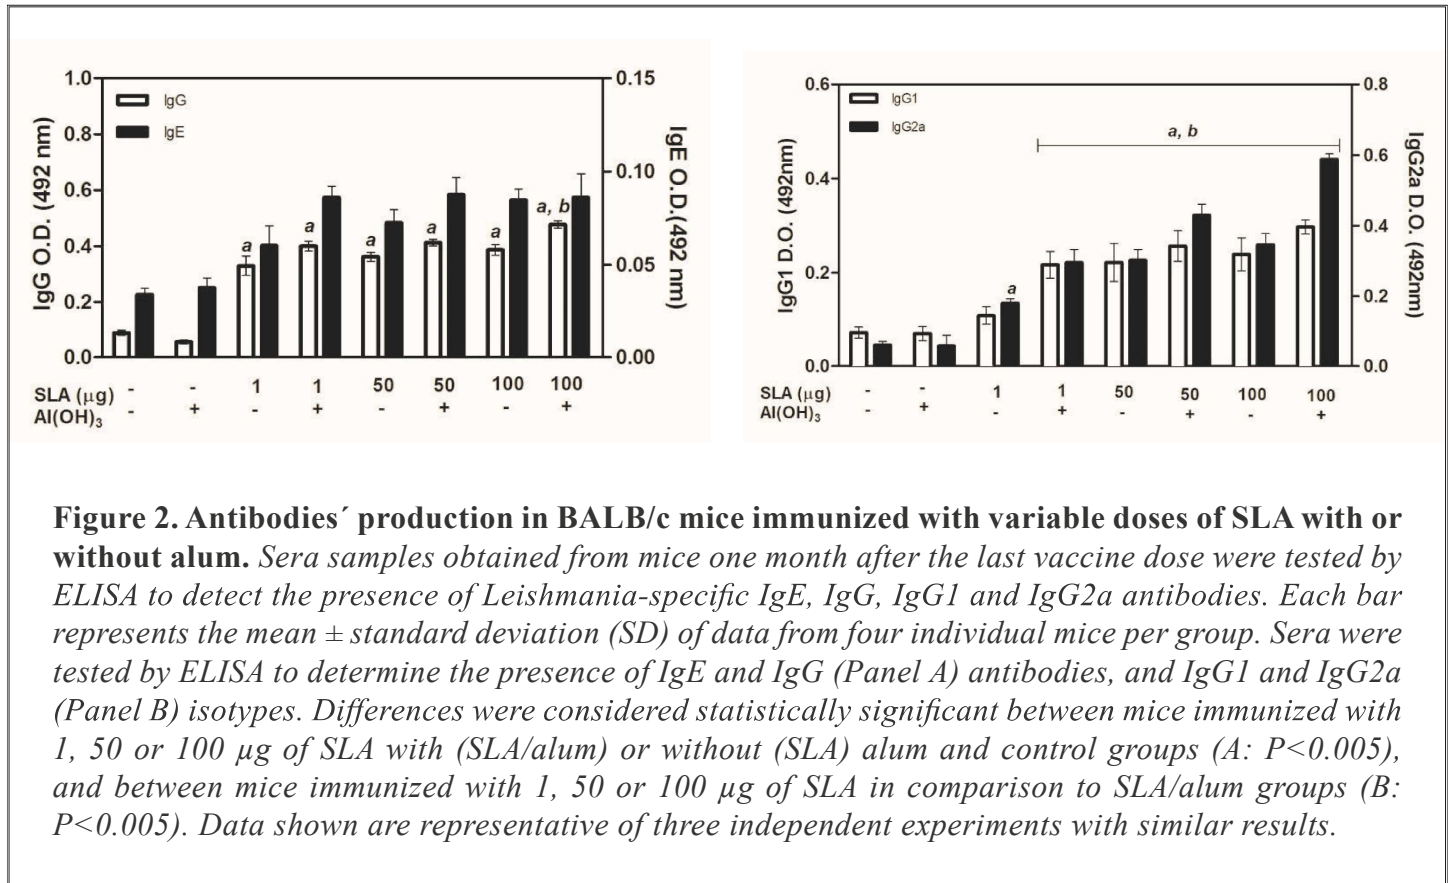 1.0
0.8
0.6
0.4
0.2
0.0
IgG O.D. (492 nm)
IgG
IgE
a
a
a
a
a
a, b
0.15
0.10
0.05
0.00
IgE O.D.(492 nm)
SLA (μg) - - 1 1 50 50 100 100
Al(OH)3 - + - + - + - +
0.6
0.4
0.2
0.0
IgG1 D.O. (492nm)
IgG1
IgG2a
a, b
a
0.8
0.6
0.4
0.2
0.0
IgG2a D.O. (492nm)
SLA (μg) - - 1 1 50 50 100 100
Al(OH)3 - + - + - + - +
Figure 2. Antibodies´ production in BALB/c mice immunized with variable doses of SLA with or
without alum. Sera samples obtained from mice one month after the last vaccine dose were tested by
ELISA to detect the presence of Leishmania-specific IgE, IgG, IgG1 and IgG2a antibodies. Each bar
represents the mean ± standard deviation (SD) of data from four individual mice per group. Sera were
tested by ELISA to determine the presence of IgE and IgG (Panel A) antibodies, and IgG1 and IgG2a
(Panel B) isotypes. Differences were considered statistically significant between mice immunized with
1, 50 or 100 µg of SLA with (SLA/alum) or without (SLA) alum and control groups (A: P<0.005),
and between mice immunized with 1, 50 or 100 µg of SLA in comparison to SLA/alum groups (B:
P<0.005). Data shown are representative of three independent experiments with similar results.